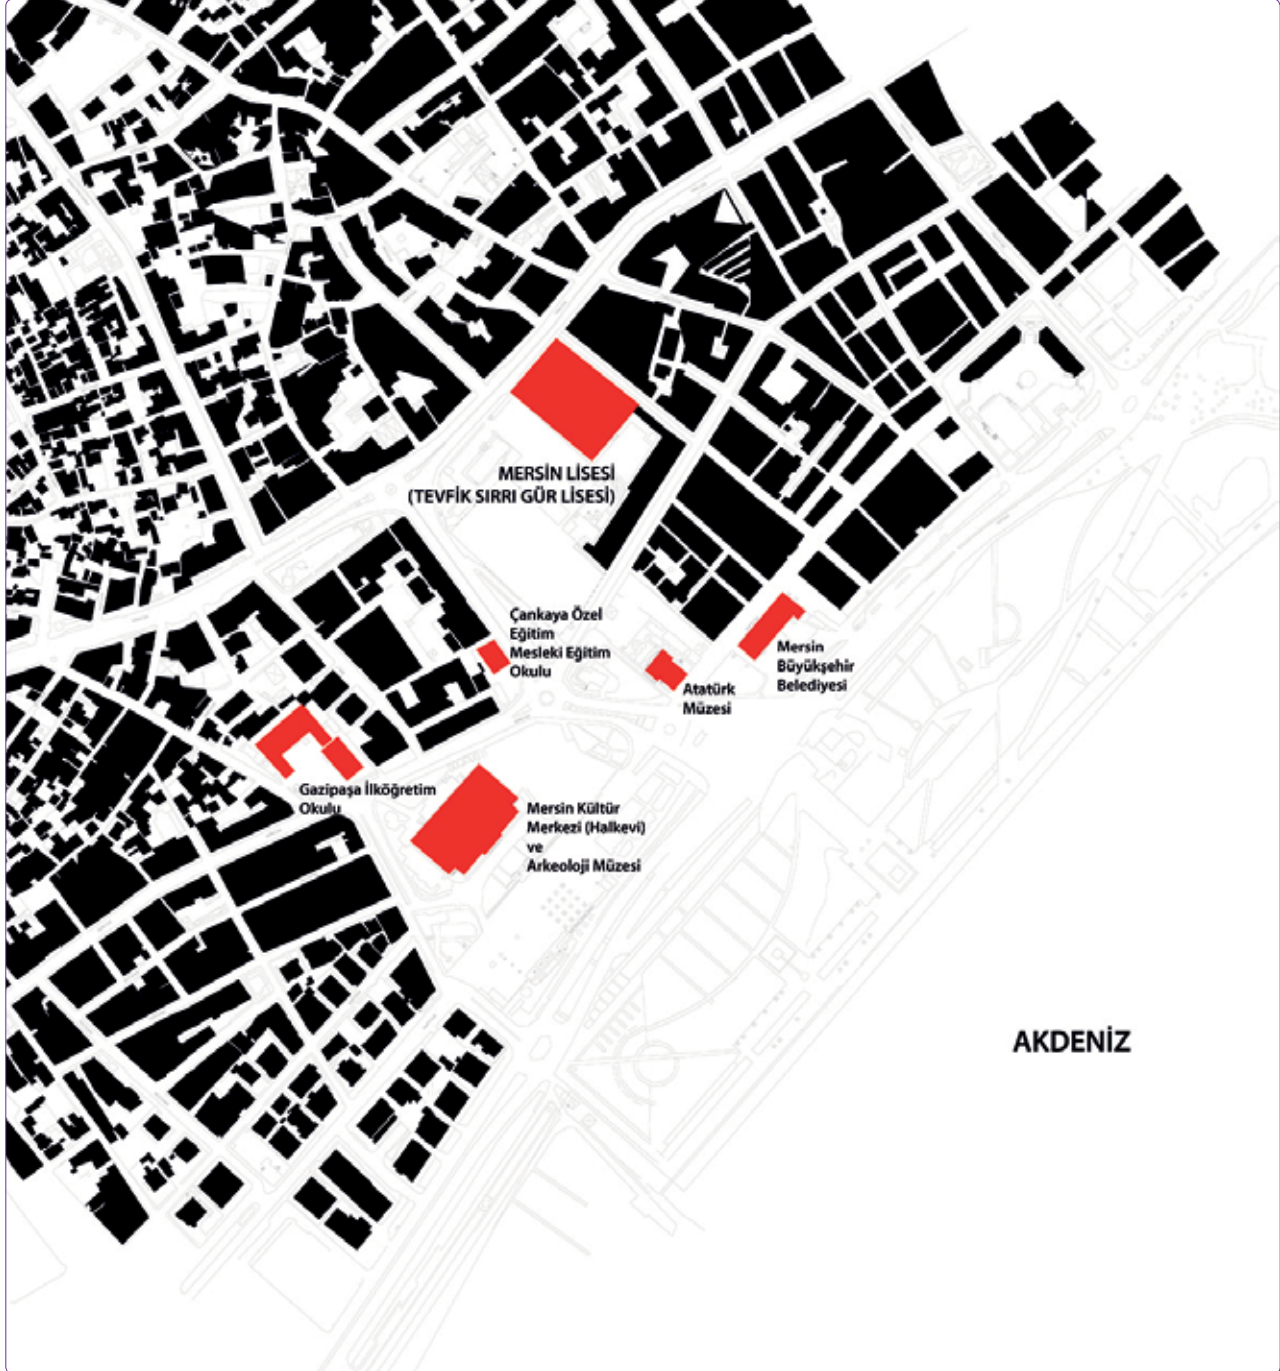 MERSİN LİSESİ
(TEVFİK SIRRI GÜR LİSESİ)
Çankaya Özel
Eğitim
Mesleki Eğitim
Okulu
Mersin
Büyükşehir
Belediyesi
Atatürk
Müzesi
Gazipaşa İlköğretim
Okulu
Mersin Kültür
Merkezi (Halkevi)
ve
Arkeoloji Müzesi
AKDENİZ